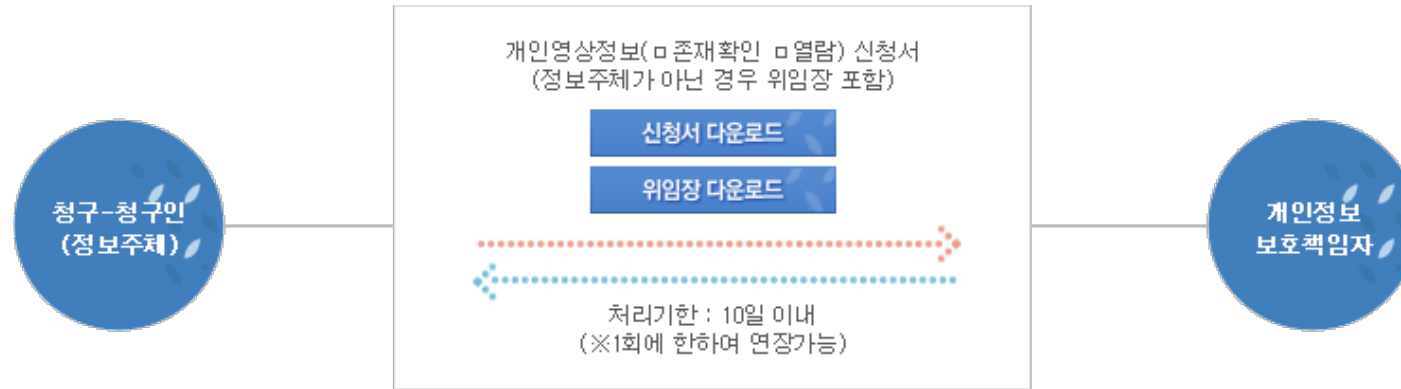 개인영상정보(□존재확인 □열람) 신청서
(정보주체가 아닌 경우 위임장 포함)
신청서 다운로드
위임장 다운로드
청구-청구인
(정보주체)
개인정보
보호책임자
처리기한 : 10일 이내
(※1회에 한하여 연장가능)